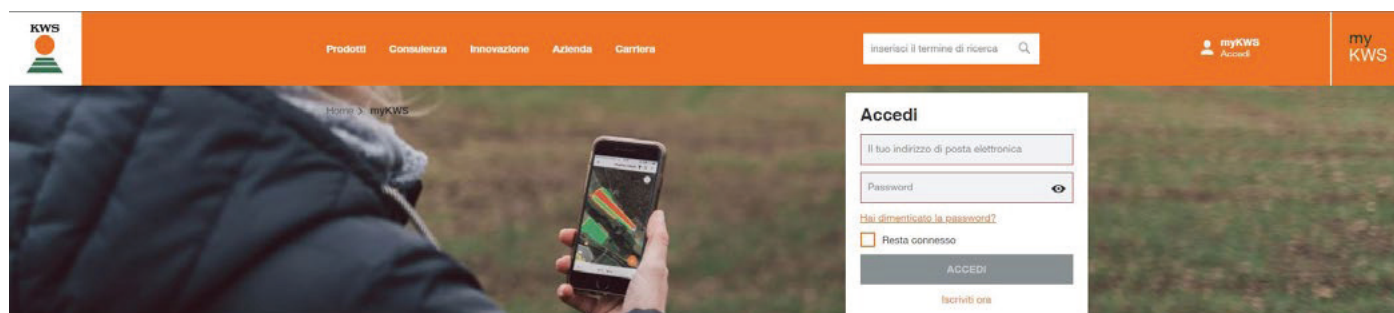 KWS
Prodotti Consulenza Innovazione Azienda Carriera
inserisci il termine di ricerca
myKWS
Accedi
my
KWS
Home > myKWS
Accedi
Il tuo indirizzo di posta elettronica
Password
Hai dimenticato la password?
Resta connesso
ACCEDI
Iscriviti ora